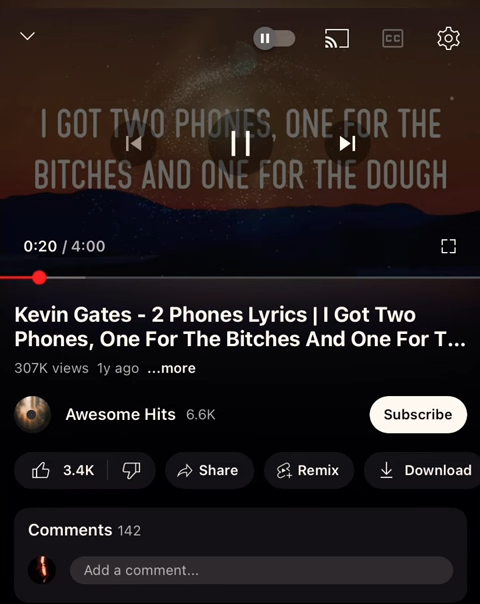 CC
I GOT TWO PHONES, ONE FOR THE
BITCHES AND ONE FOR THE DOUGH
0:20 / 4:00
Kevin Gates - 2 Phones Lyrics | I Got Two
Phones, One For The Bitches And One For T...
307K views 1y ago ...more
Awesome Hits 6.6K Subscribe
3.4K Share Remix Download
Comments 142
Add a comment...